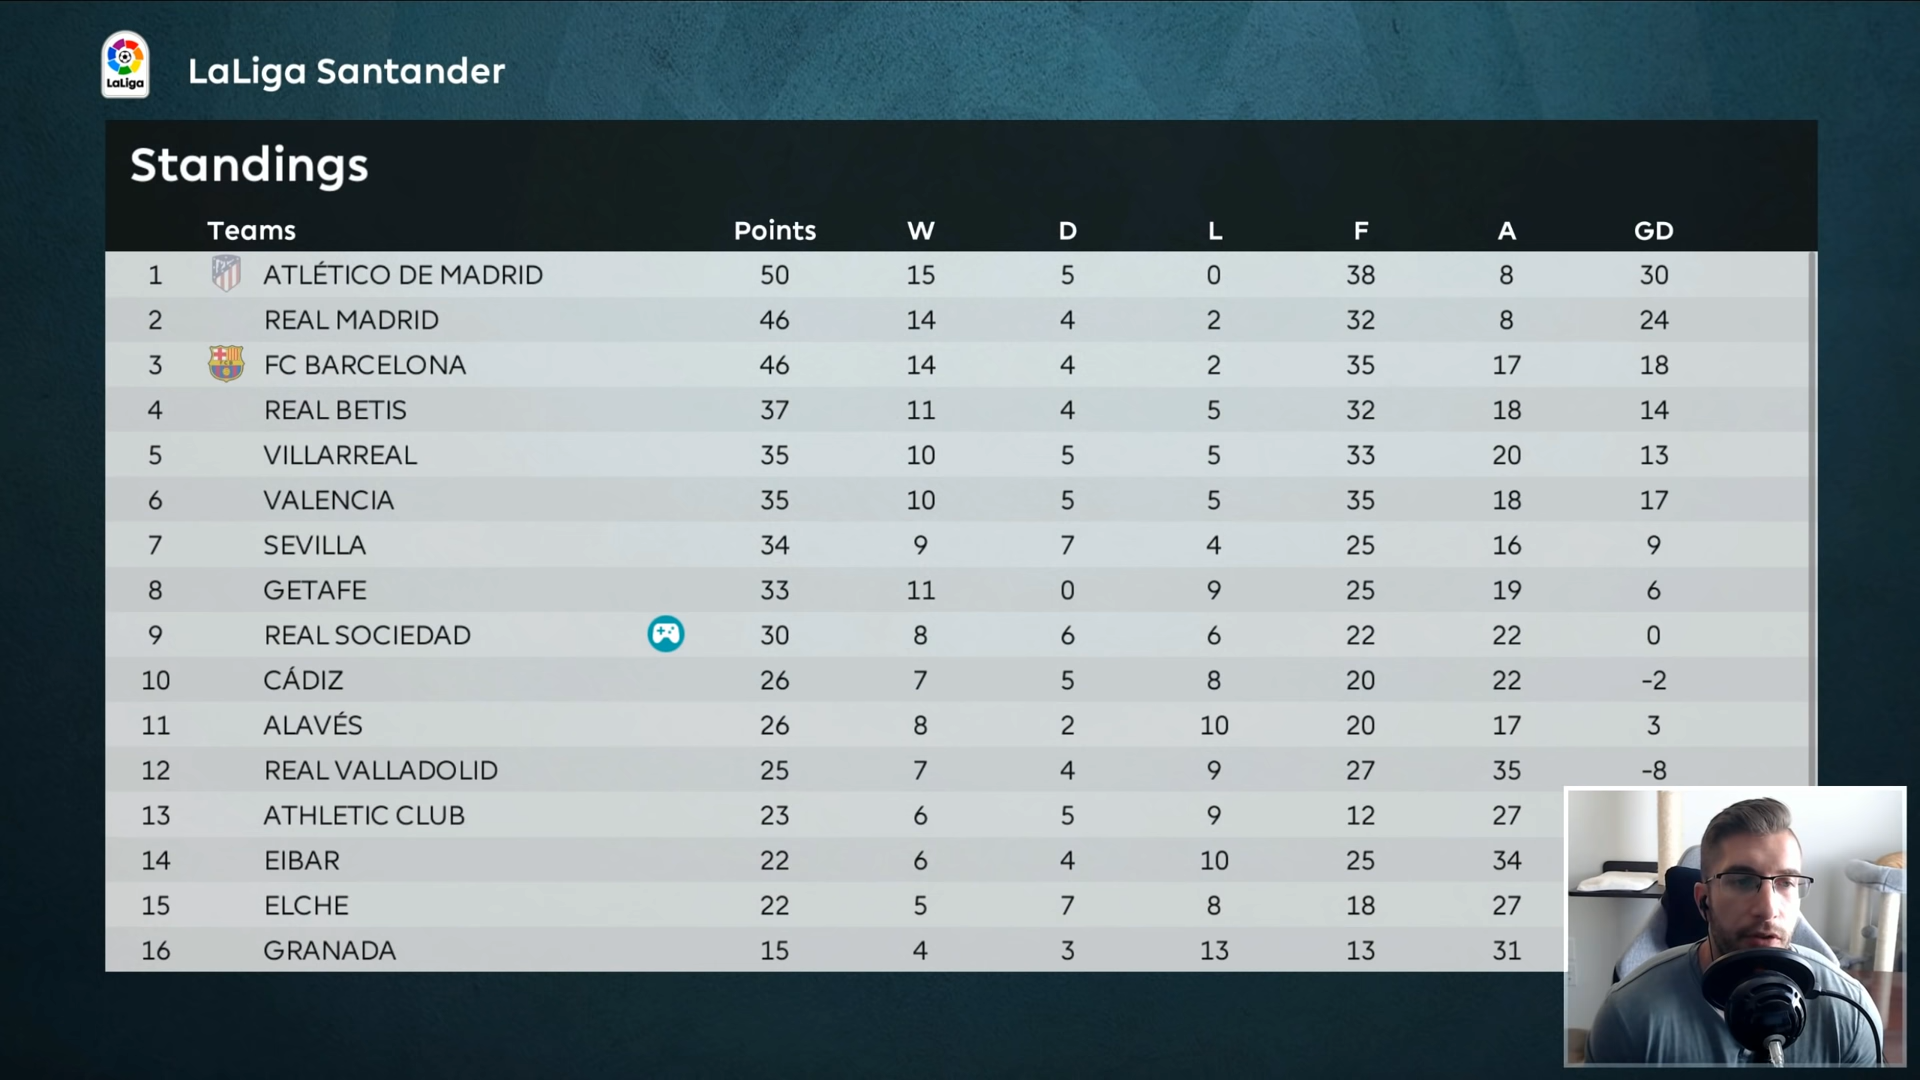 LaLiga
LaLiga Santander
Standings
Teams Points W D L F A GD
1 ATLÉTICO DE MADRID 50 15 5 0 38 8 30
2 REAL MADRID 46 14 4 2 32 8 24
3 FC BARCELONA 46 14 4 2 35 17 18
4 REAL BETIS 37 11 4 5 32 18 14
5 VILLARREAL 35 10 5 5 33 20 13
6 VALENCIA 35 10 5 5 35 18 17
7 SEVILLA 34 9 7 4 25 16 9
8 GETAFE 33 11 0 9 25 19 6
9 REAL SOCIEDAD 30 8 6 6 22 22 0
10 CÁDIZ 26 7 5 8 20 22 -2
11 ALAVÉS 26 8 2 10 20 17 3
12 REAL VALLADOLID 25 7 4 9 27 35 -8
13 ATHLETIC CLUB 23 6 5 9 12 27
14 EIBAR 22 6 4 10 25 34
15 ELCHE 22 5 7 8 18 27
16 GRANADA 15 4 3 13 13 31